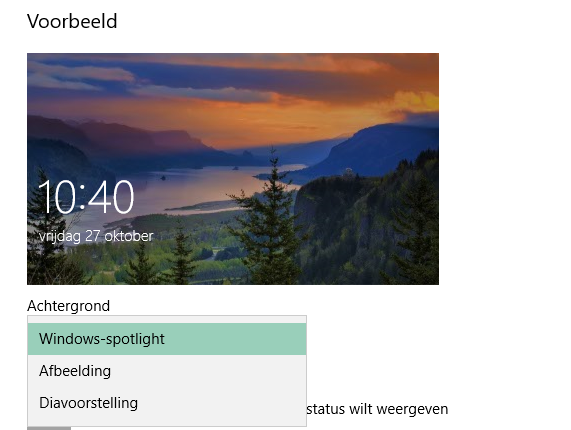 Voorbeeld
10:40
vrijdag 27 oktober
Achtergrond
Windows-spotlight
Afbeelding
Diavoorstelling
status wilt weergeven